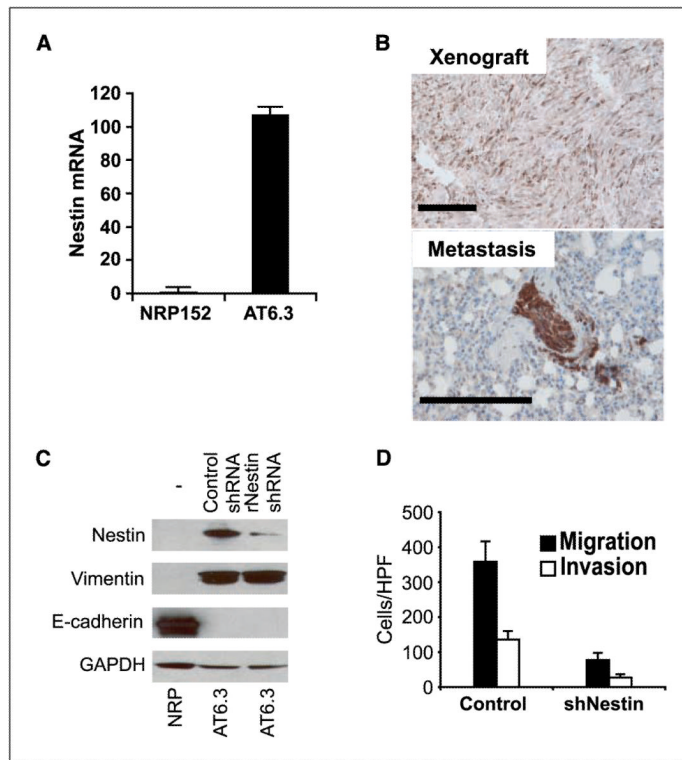 A
Nestin mRNA
120
100
80
60
40
20
0
NRP152 AT6.3
B
Xenograft
Metastasis
C
-
Control
shRNA
rNestin
shRNA
Nestin
Vimentin
E-cadherin
GAPDH
NRP
AT6.3
AT6.3
D
Cells/HPF
500
400
300
200
100
0
Migration
Invasion
Control shNestin